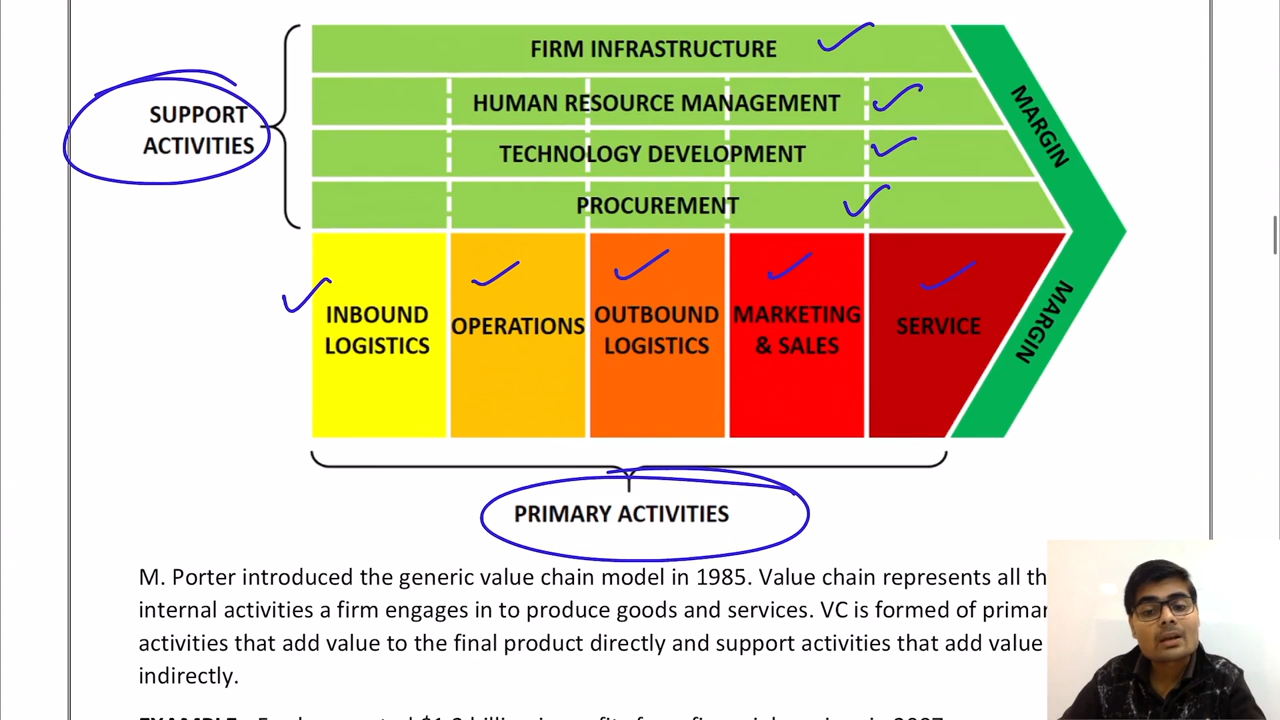 FIRM INFRASTRUCTURE
HUMAN RESOURCE MANAGEMENT
TECHNOLOGY DEVELOPMENT
PROCUREMENT
SUPPORT
ACTIVITIES
MARGIN
MARGIN
INBOUND
LOGISTICS
OPERATIONS
OUTBOUND
LOGISTICS
MARKETING
& SALES
SERVICE
PRIMARY ACTIVITIES
M. Porter introduced the generic value chain model in 1985. Value chain represents all
internal activities a firm engages in to produce goods and services. VC is formed of
activities that add value to the final product directly and support activities that add value
indirectly.